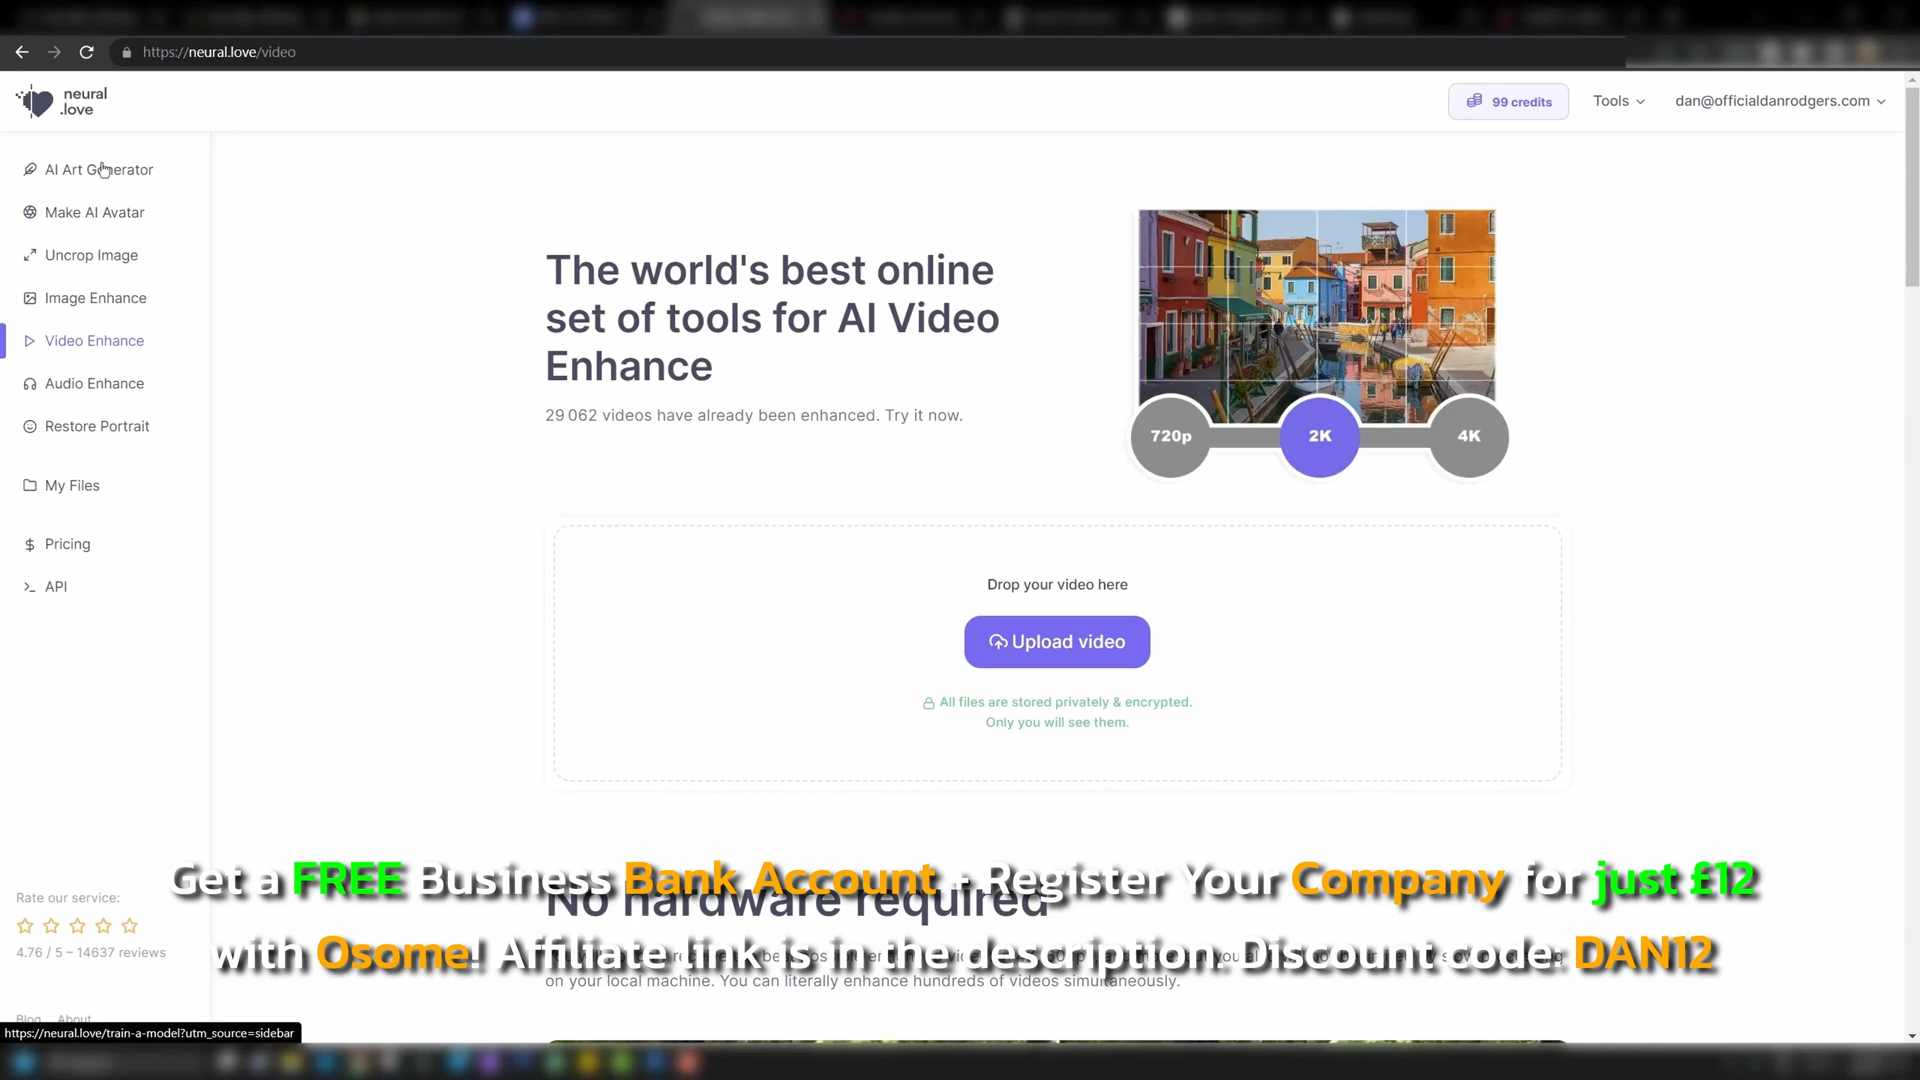 https://neural.love/video
neural
.love
99 credits
Tools
dan@officialdanrodgers.com
AI Art Generator
Make AI Avatar
Uncrop Image
Image Enhance
Video Enhance
Audio Enhance
Restore Portrait
My Files
Pricing
API
The world's best online
set of tools for AI Video
Enhance
29 062 videos have already been enhanced. Try it now.
720p
2K
4K
Drop your video here
Upload video
All files are stored privately & encrypted.
Only you will see them.
No hardware required
on your local machine. You can literally enhance hundreds of videos simultaneously.
Get a FREE Business Bank Account - Register Your Company for just £12
with Osome! Affiliate link is in the description. Discount code: DAN12
Rate our service:
4.76 / 5 – 14637 reviews
Blog About
https://neural.love/train-a-model?utm_source=sidebar